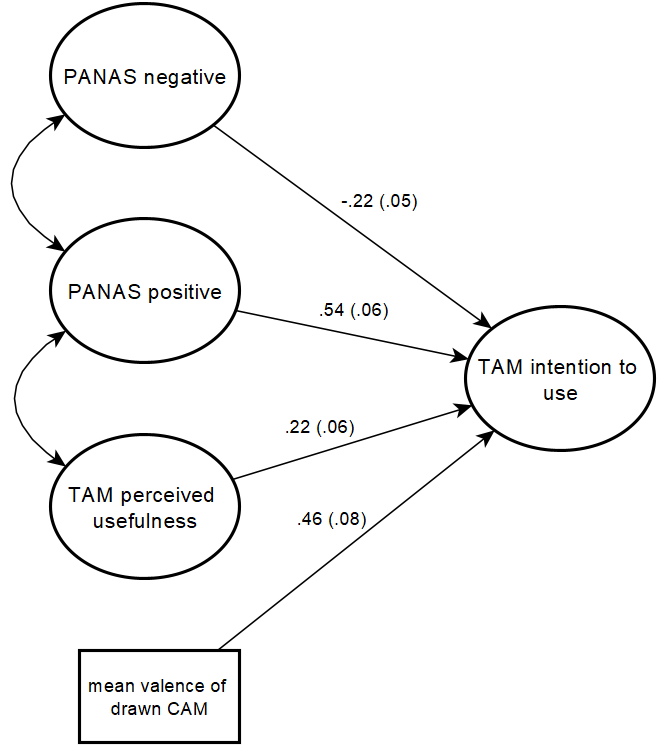 PANAS negative
-.22 (.05)
PANAS positive
.54 (.06)
TAM intention to
use
.22 (.06)
TAM perceived
usefulness
.46 (.08)
mean valence of
drawn CAM